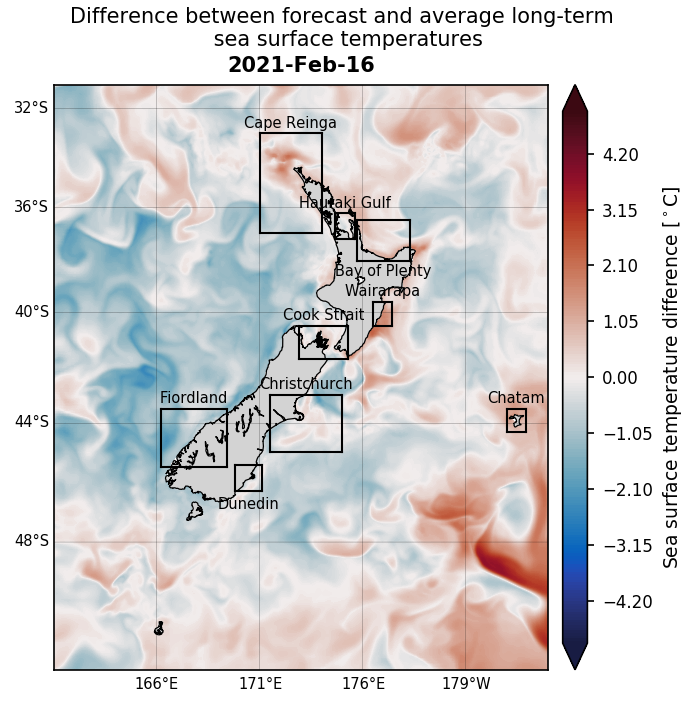 Difference between forecast and average long-term
sea surface temperatures
2021-Feb-16
32°S
36°S
40°S
44°S
48°S
166°E
171°E
176°E
179°W
Cape Reinga
Hauraki Gulf
Bay of Plenty
Wairarapa
Cook Strait
Christchurch
Fiordland
Chatam
Dunedin
4.20
3.15
2.10
1.05
0.00
−1.05
−2.10
−3.15
−4.20
Sea surface temperature difference [°C]